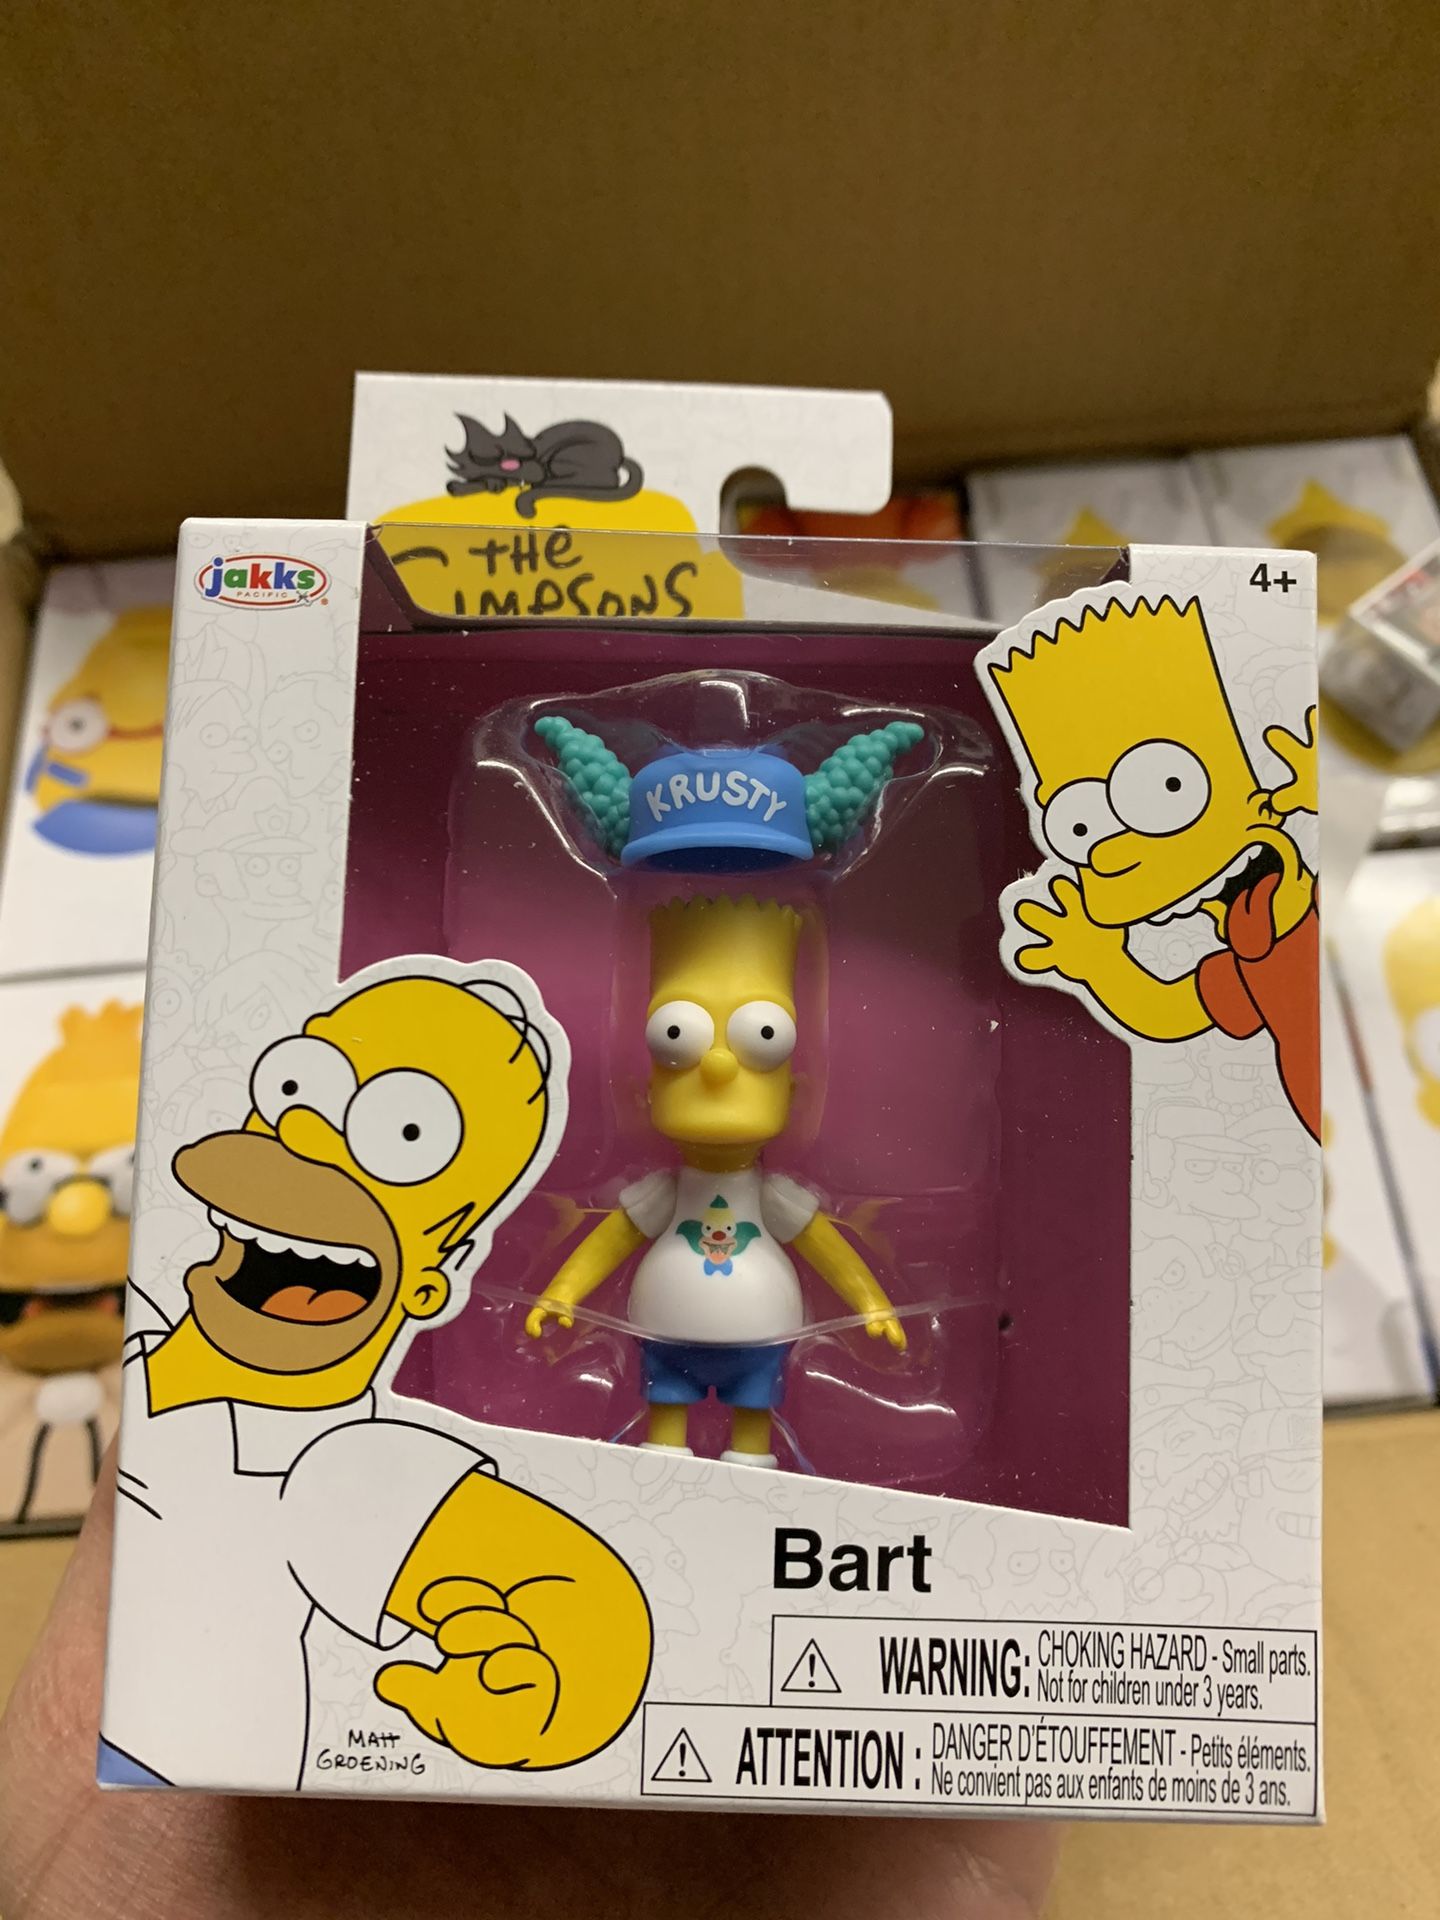 jakks
PACIFIC
®
THE
IMPSONS
4+
KRUSTY
Bart
WARNING: CHOKING HAZARD - Small parts.
Not for children under 3 years.
MATT
GROENING
ATTENTION : DANGER D'ÉTOUFFEMENT - Petits éléments.
Ne convient pas aux enfants de moins de 3 ans.